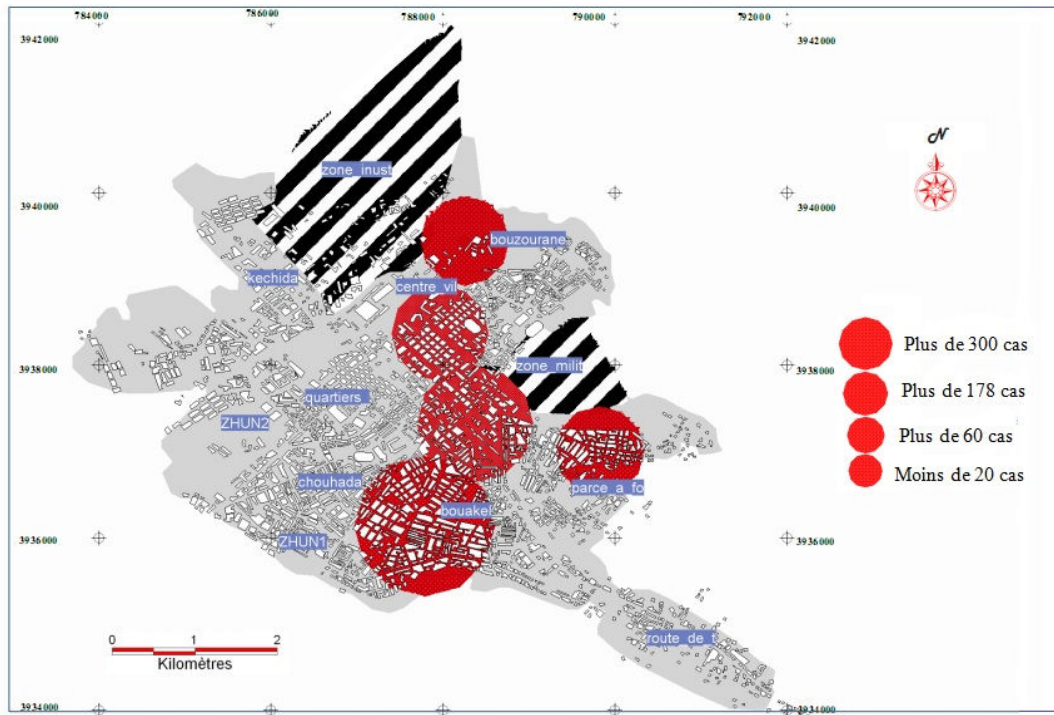 784000 786000 788000 790000 792000
3942000 3942000
N
zone_inust
3940000 3940000
bouzourane
kechida
centre_vil
Plus de 300 cas
3938000 zone_milit 3938000
Plus de 178 cas
quartiers
ZHUN2
Plus de 60 cas
Moins de 20 cas
chouhada
parce_a_fo
bouakel
3936000 ZHUN1 3936000
route_de_t
0 1 2
Kilomètres
3934000 3934000